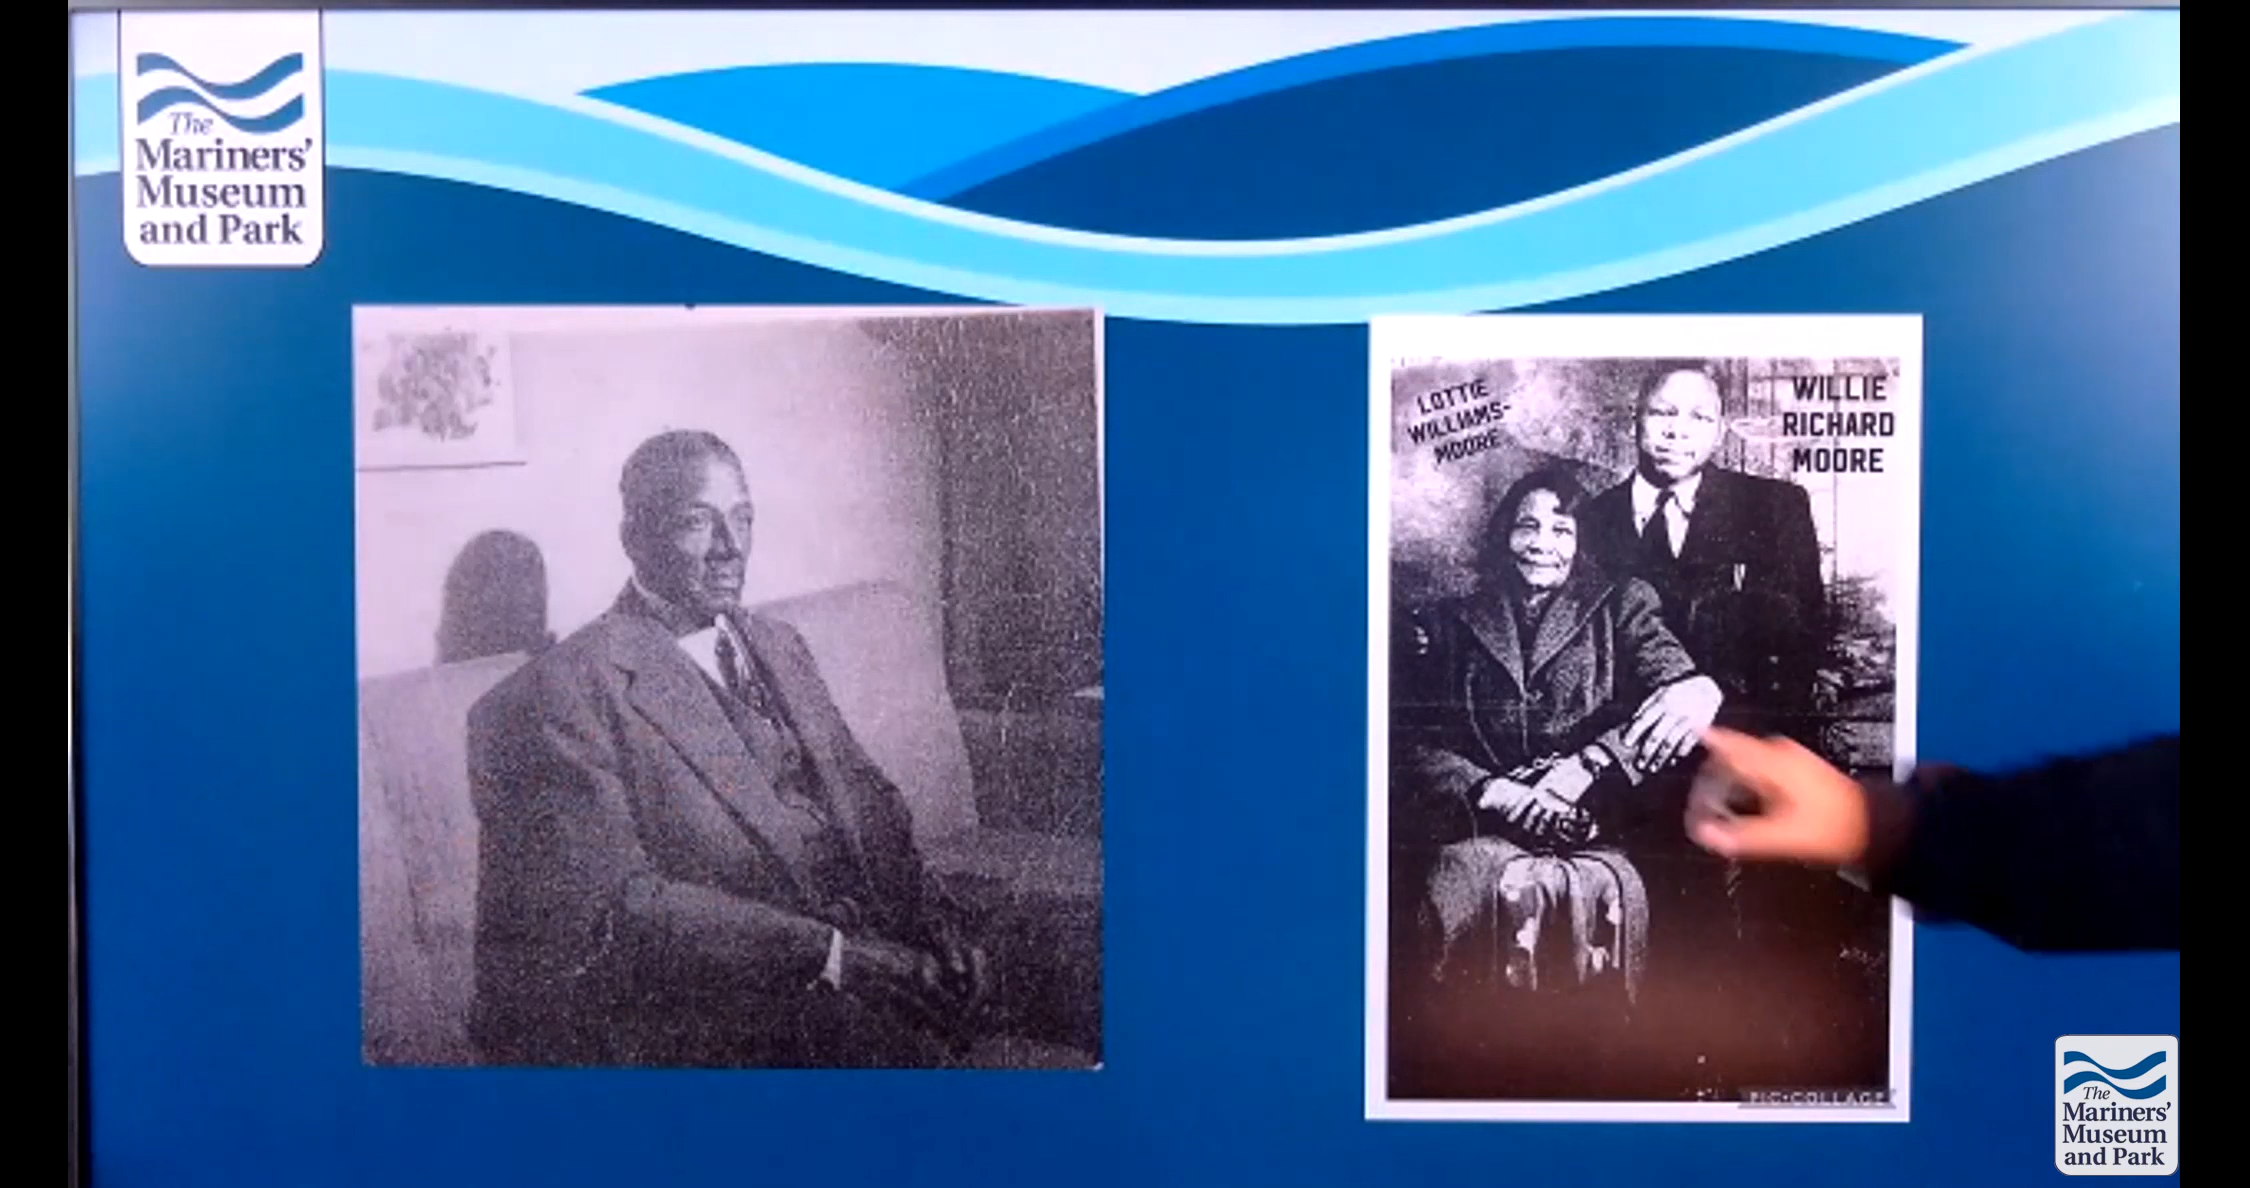 The
Mariners'
Museum
and Park
LOTTIE
WILLIAMS-
MOORE
WILLIE
RICHARD
MOORE
PIC•COLLAGE
The
Mariners'
Museum
and Park